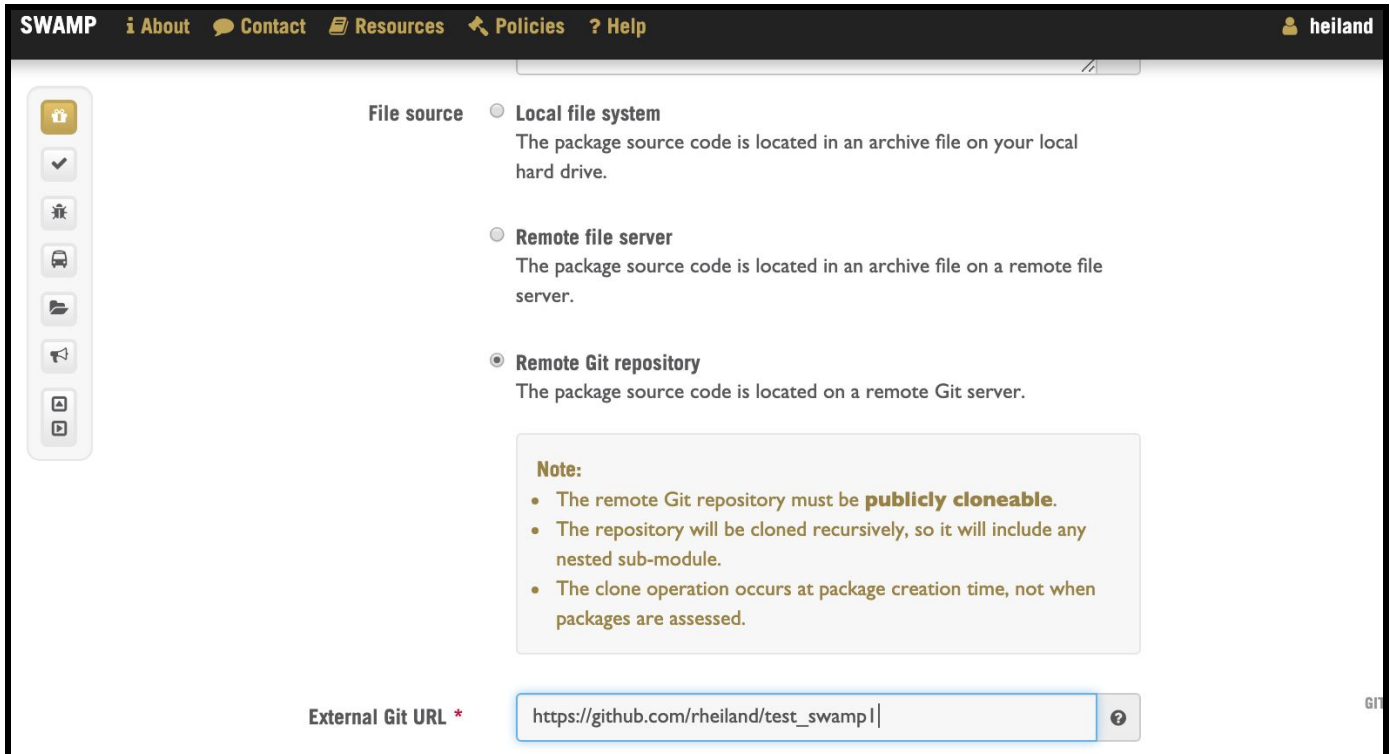 SWAMP i About Contact Resources Policies ? Help heiland
File source
Local file system
The package source code is located in an archive file on your local
hard drive.
Remote file server
The package source code is located in an archive file on a remote file
server.
Remote Git repository
The package source code is located on a remote Git server.
Note:
• The remote Git repository must be publicly cloneable.
• The repository will be cloned recursively, so it will include any
nested sub-module.
• The clone operation occurs at package creation time, not when
packages are assessed.
External Git URL *
https://github.com/rheiland/test_swamp1
GIT